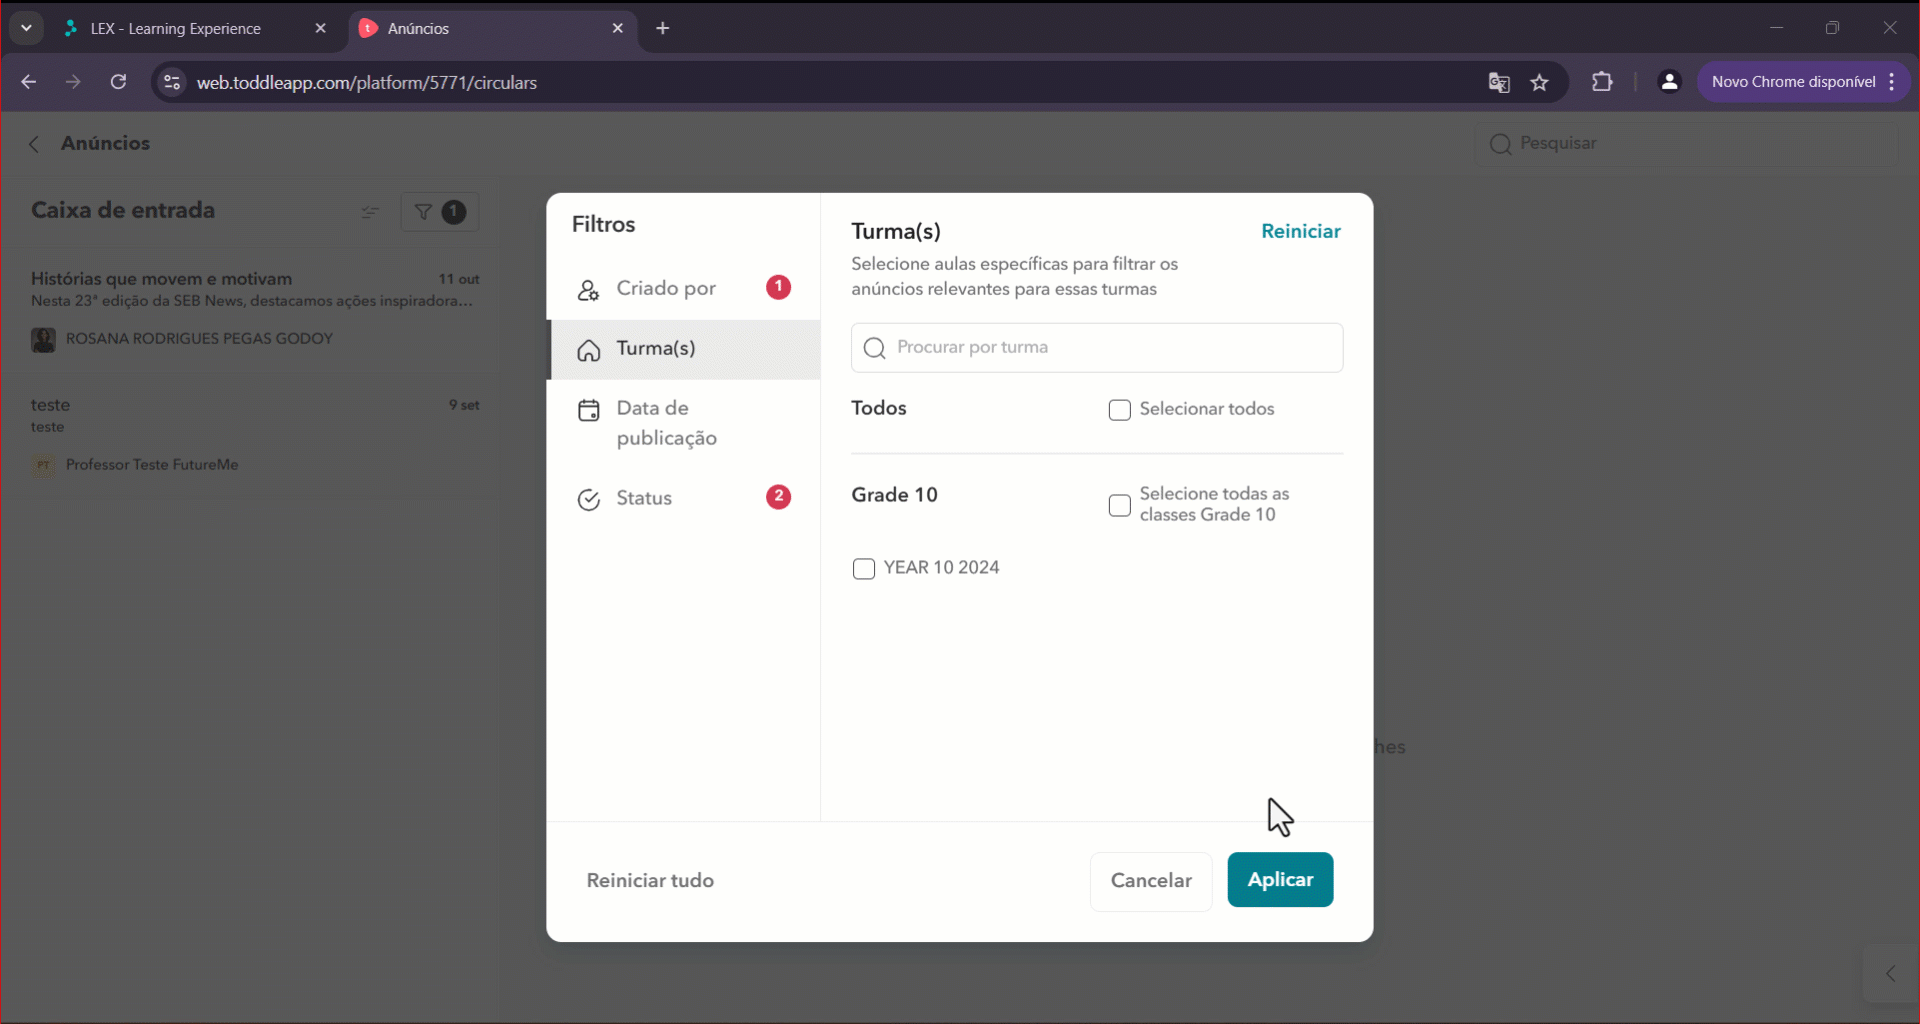 LEX - Learning Experience
Anúncios
web.toddleapp.com/platform/5771/circulars
Novo Chrome disponível
Anúncios
Pesquisar
Caixa de entrada
1
Histórias que movem e motivam
11 out
Nesta 23ª edição da SEB News, destacamos ações inspiradora...
ROSANA RODRIGUES PEGAS GODOY
teste
9 set
teste
PT
Professor Teste FutureMe
Filtros
Criado por
1
Turma(s)
Data de
publicação
Status
2
Turma(s)
Reiniciar
Selecione aulas específicas para filtrar os
anúncios relevantes para essas turmas
Procurar por turma
Todos
Selecionar todos
Grade 10
Selecione todas as
classes Grade 10
YEAR 10 2024
hes
Reiniciar tudo
Cancelar
Aplicar